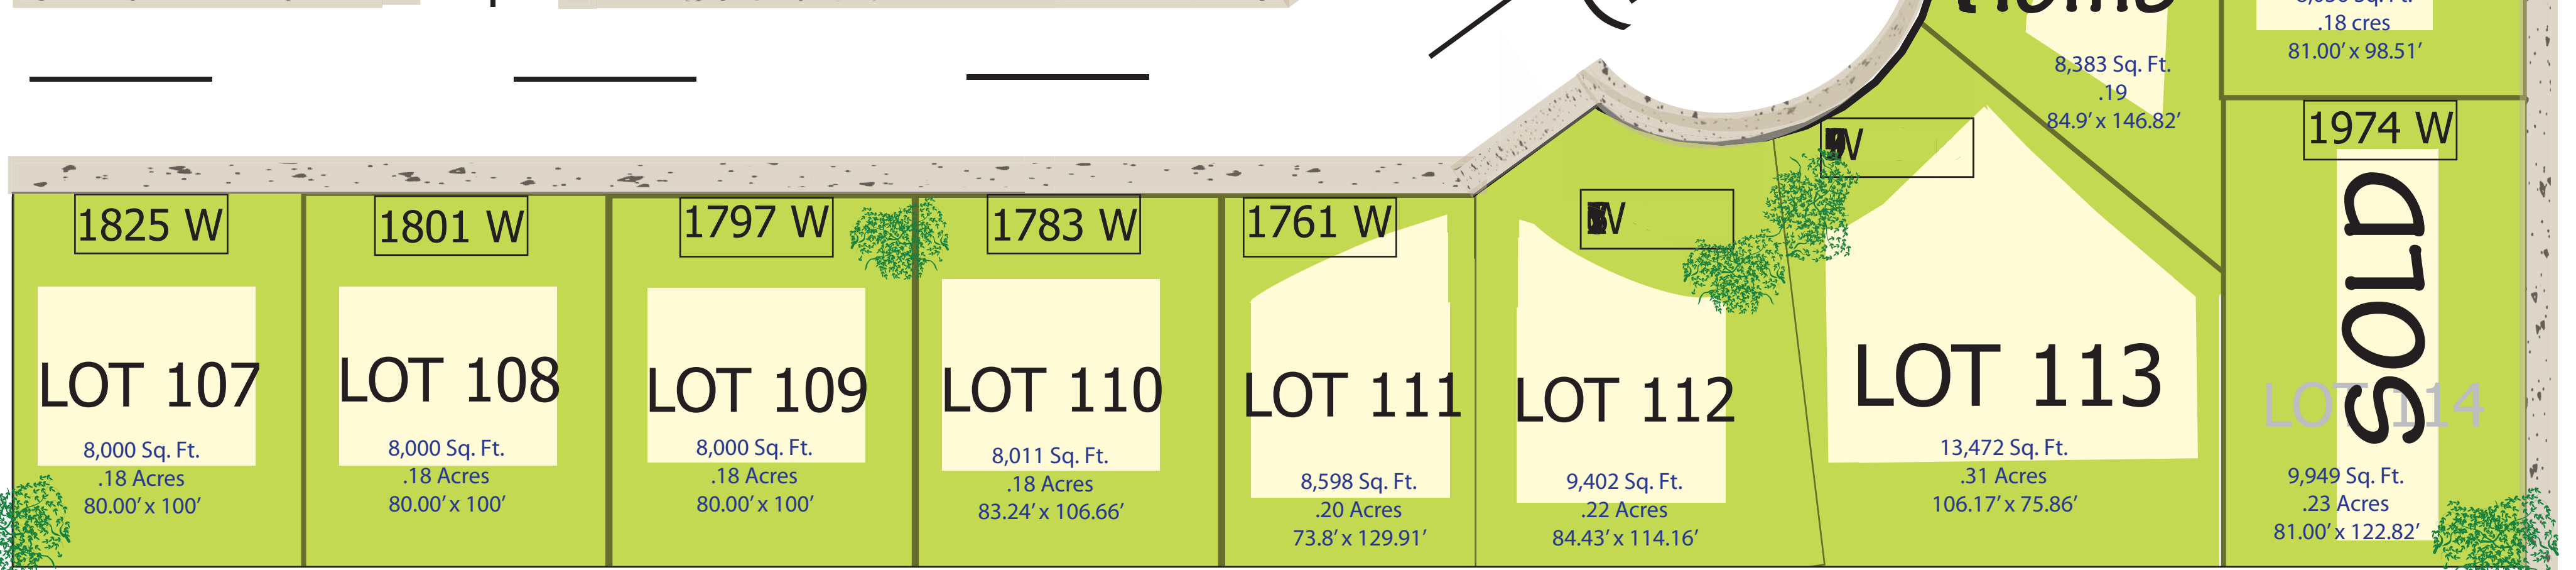 .18 cres
81.00' x 98.51'
8,383 Sq. Ft.
.19
84.9' x 146.82'
1825 W
LOT 107
8,000 Sq. Ft.
.18 Acres
80.00' x 100'
1801 W
LOT 108
8,000 Sq. Ft.
.18 Acres
80.00' x 100'
1797 W
LOT 109
8,000 Sq. Ft.
.18 Acres
80.00' x 100'
1783 W
LOT 110
8,011 Sq. Ft.
.18 Acres
83.24' x 106.66'
1761 W
LOT 111
8,598 Sq. Ft.
.20 Acres
73.8' x 129.91'
W
LOT 112
9,402 Sq. Ft.
.22 Acres
84.43' x 114.16'
W
LOT 113
13,472 Sq. Ft.
.31 Acres
106.17' x 75.86'
1974 W
LOT 114
9,949 Sq. Ft.
.23 Acres
81.00' x 122.82'